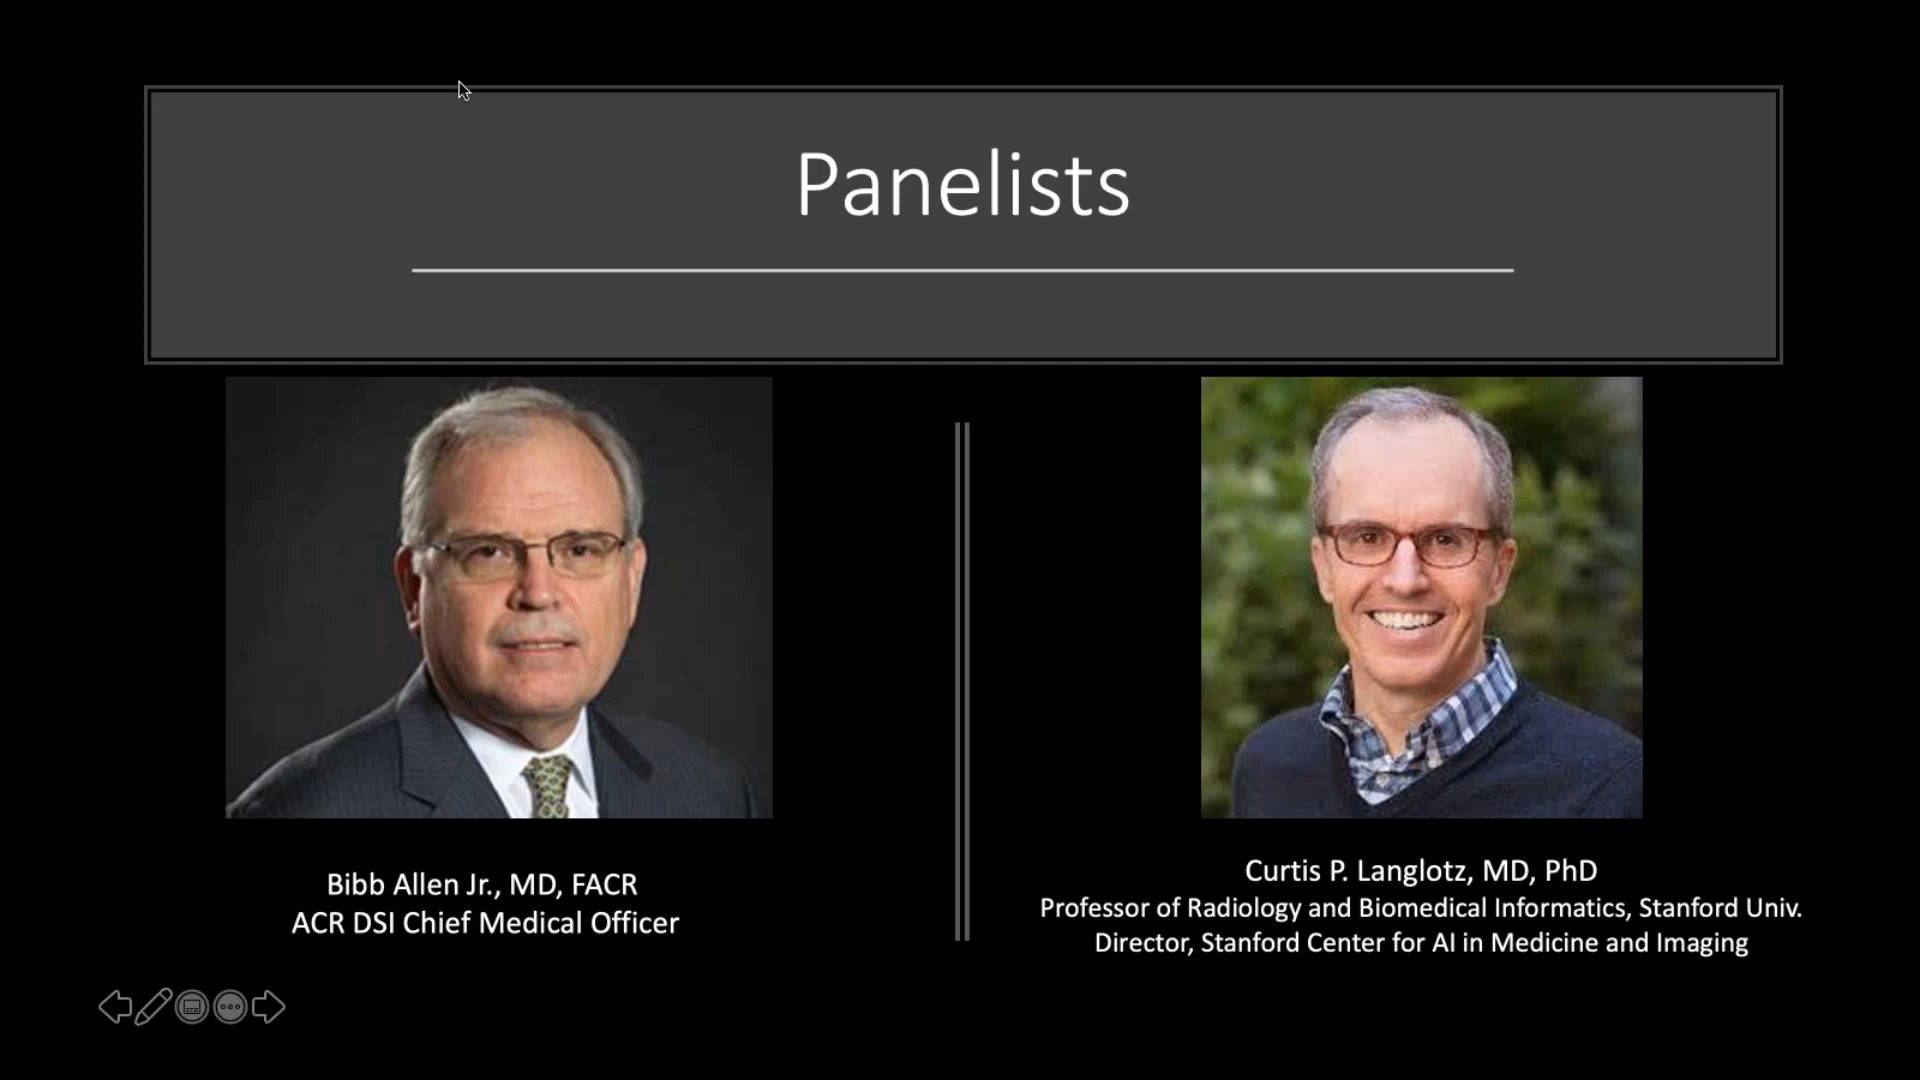 Panelists
Bibb Allen Jr., MD, FACR
ACR DSI Chief Medical Officer
Curtis P. Langlotz, MD, PhD
Professor of Radiology and Biomedical Informatics, Stanford Univ.
Director, Stanford Center for AI in Medicine and Imaging